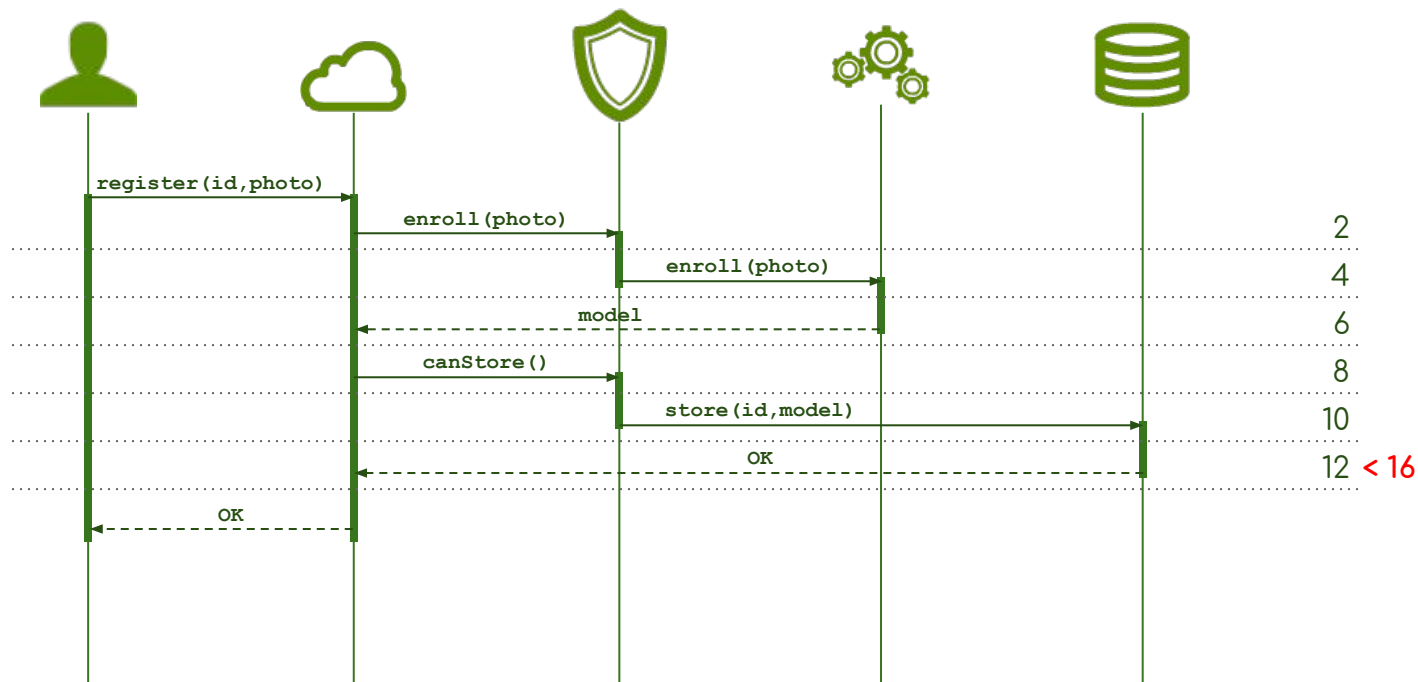 register(id,photo)
enroll(photo)
2
enroll(photo)
4
model
6
canStore()
8
store(id,model)
10
OK
12 < 16
OK